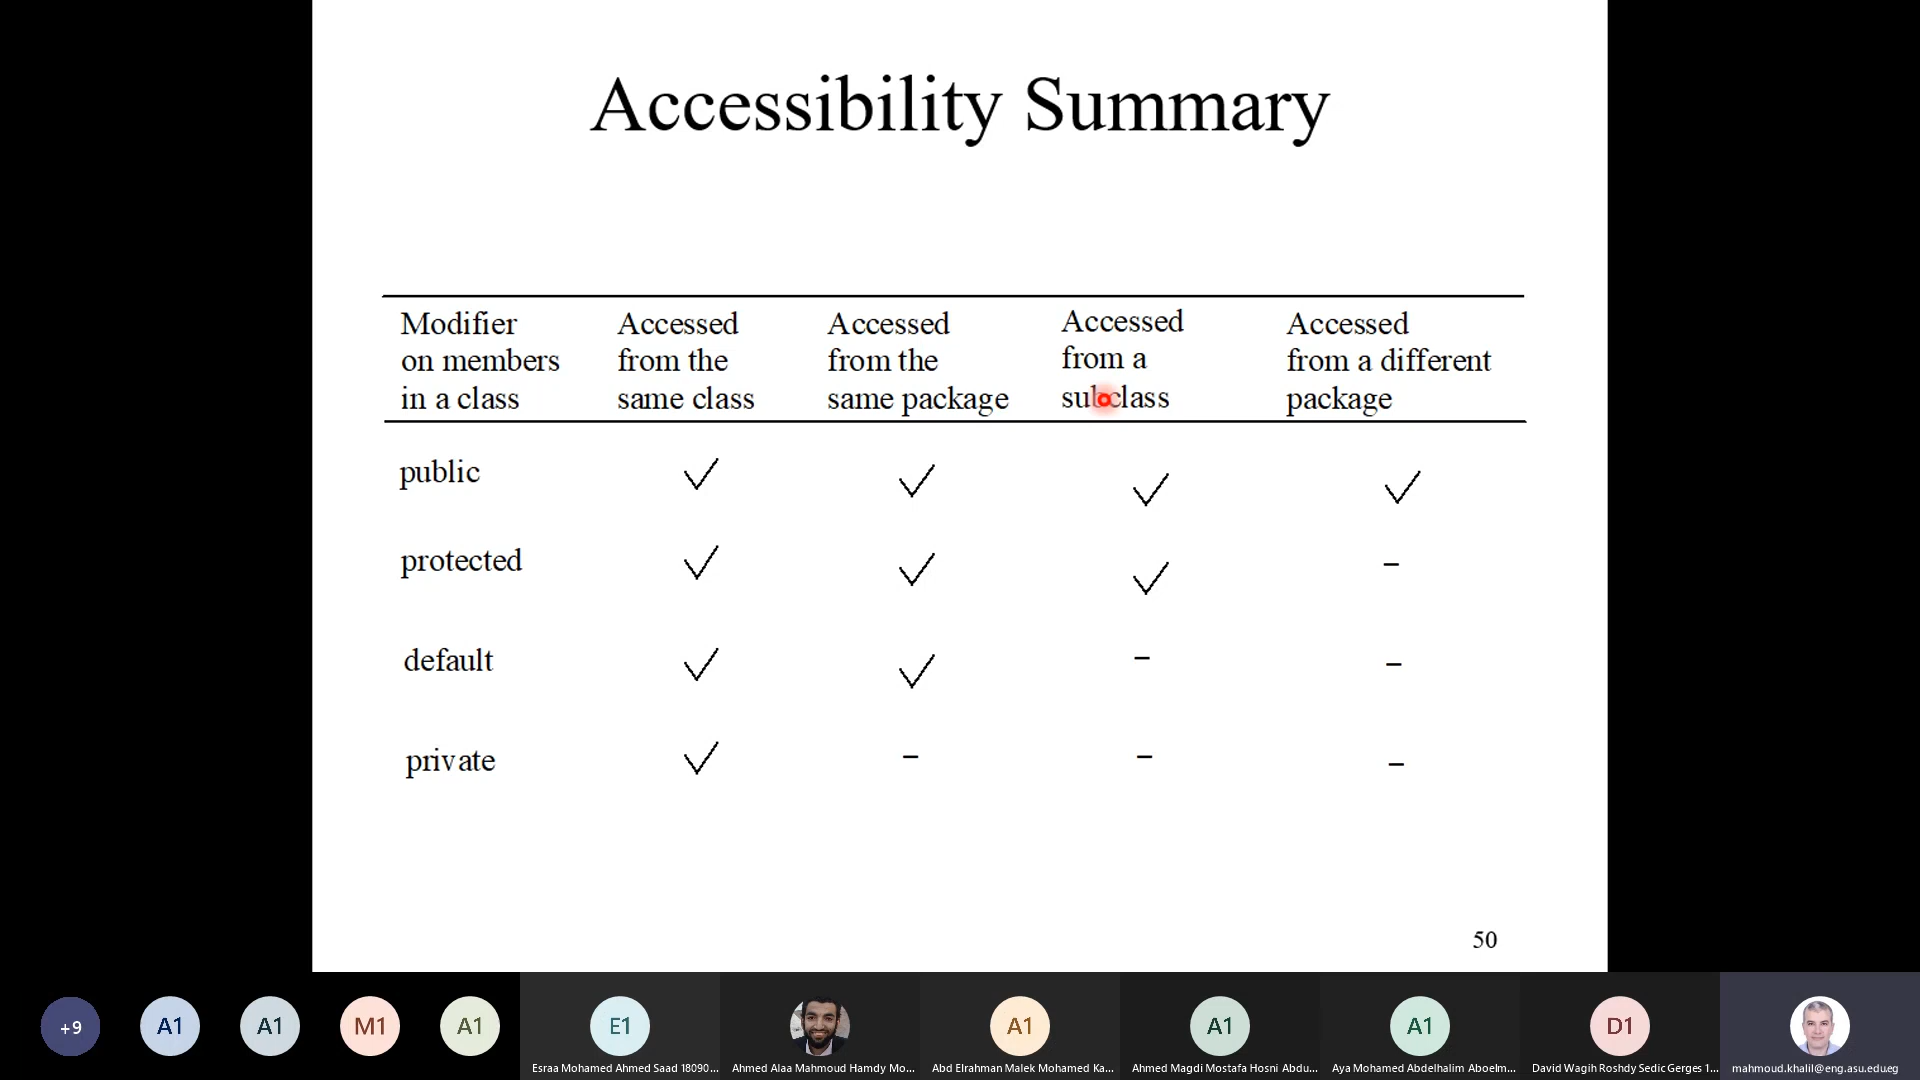 Accessibility Summary
Modifier on members in a class
Accessed from the same class
Accessed from the same package
Accessed from a subclass
Accessed from a different package
public
protected
default
private
50
+9
A1
A1
M1
A1
E1
A1
A1
A1
D1
Esraa Mohamed Ahmed Saad 18090...
Ahmed Alaa Mahmoud Hamdy Mo...
Abd Elrahman Malek Mohamed Ka...
Ahmed Magdi Mostafa Hosni Abdu...
Aya Mohamed Abdelhalim Aboelm...
David Wagih Roshdy Sedic Gerges 1...
mahmoud.khalil@eng.asu.edu.eg